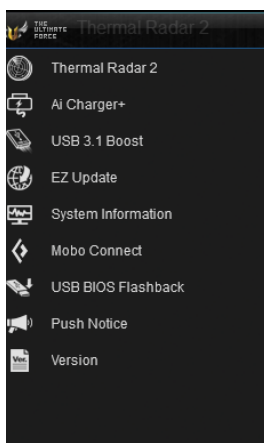 THE
ULTIMATE
FORCE
Thermal Radar 2
Thermal Radar 2
Ai Charger+
USB 3.1 Boost
EZ Update
System Information
Mobo Connect
USB BIOS Flashback
Push Notice
Ver.
Version